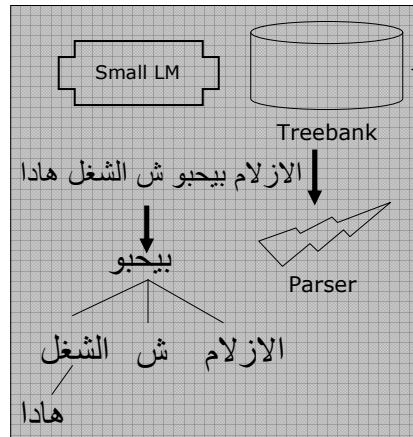 Small LM
Treebank
الازلام بيحبو ش الشغل هادا
بيحبو
Parser
الازلام ش الشغل
هادا